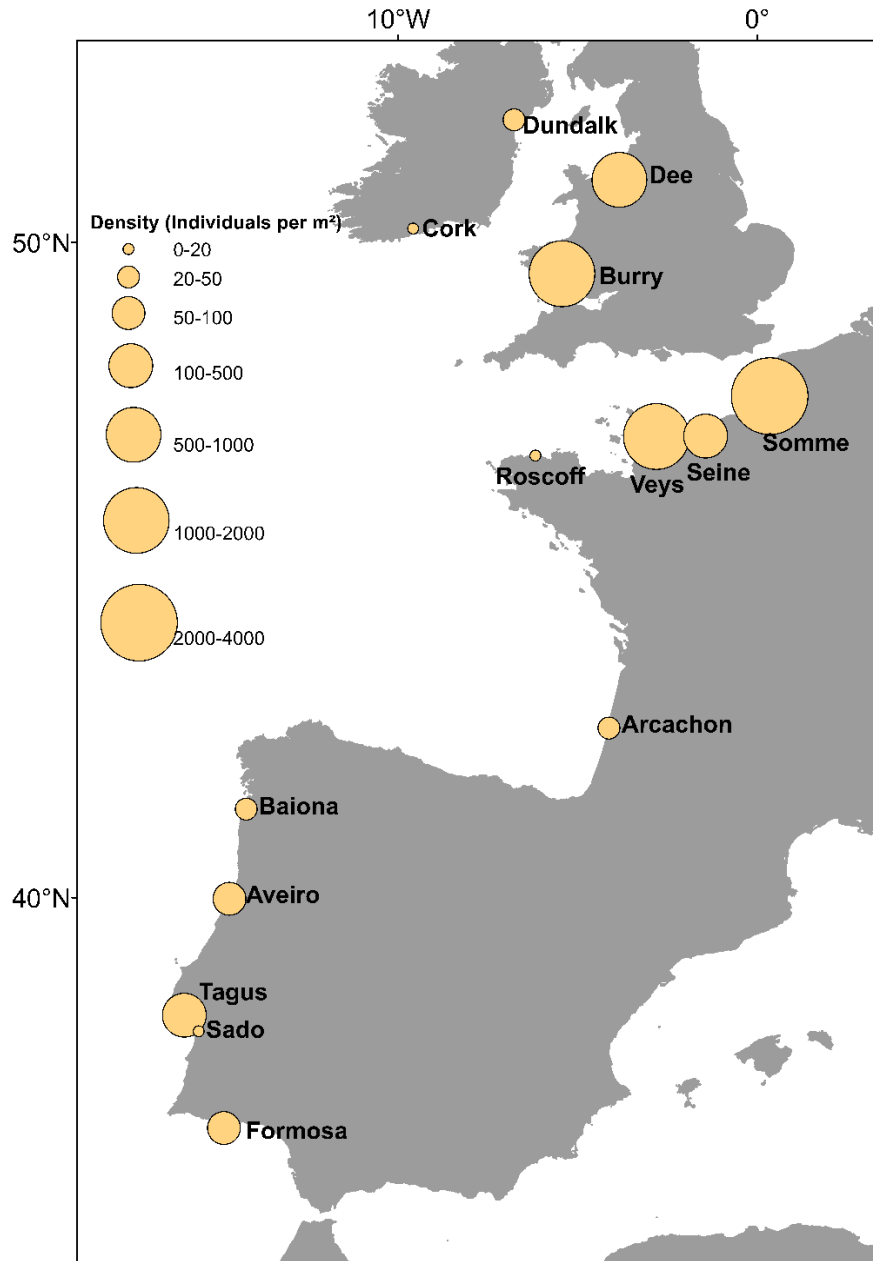 10°W
0°
Dundalk
Dee
Density (Individuals per m²)
Cork
50°N
0-20
20-50
Burry
50-100
100-500
500-1000
Somme
Seine
Roscoff
Veys
1000-2000
2000-4000
Arcachon
Baiona
40°N
Aveiro
Tagus
Sado
Formosa